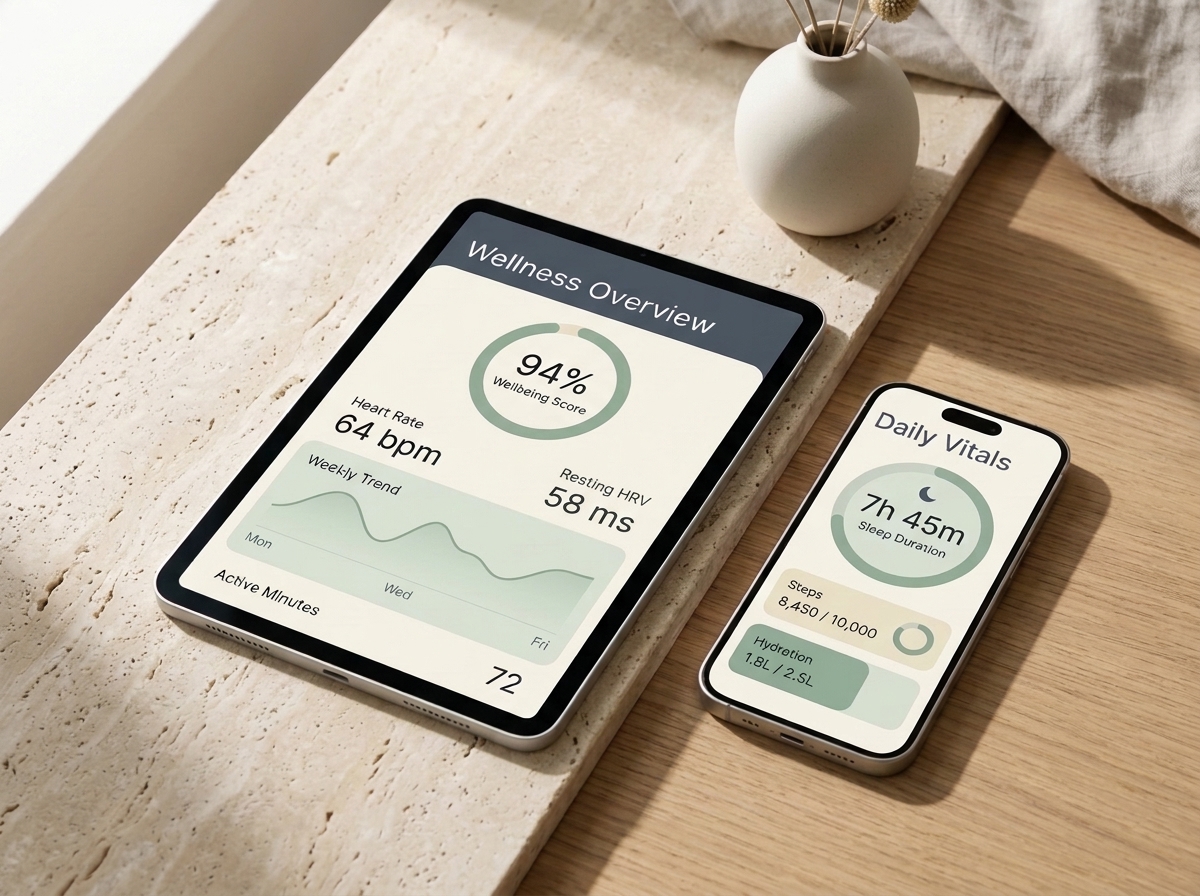 Wellness Overview
94%
Wellbeing Score
Heart Rate
64 bpm
Resting HRV
58 ms
Weekly Trend
Mon
Wed
Fri
Active Minutes
72
Daily Vitals
7h 45m
Sleep Duration
Steps
8,450 / 10,000
Hydretion
1.8L / 2.5L